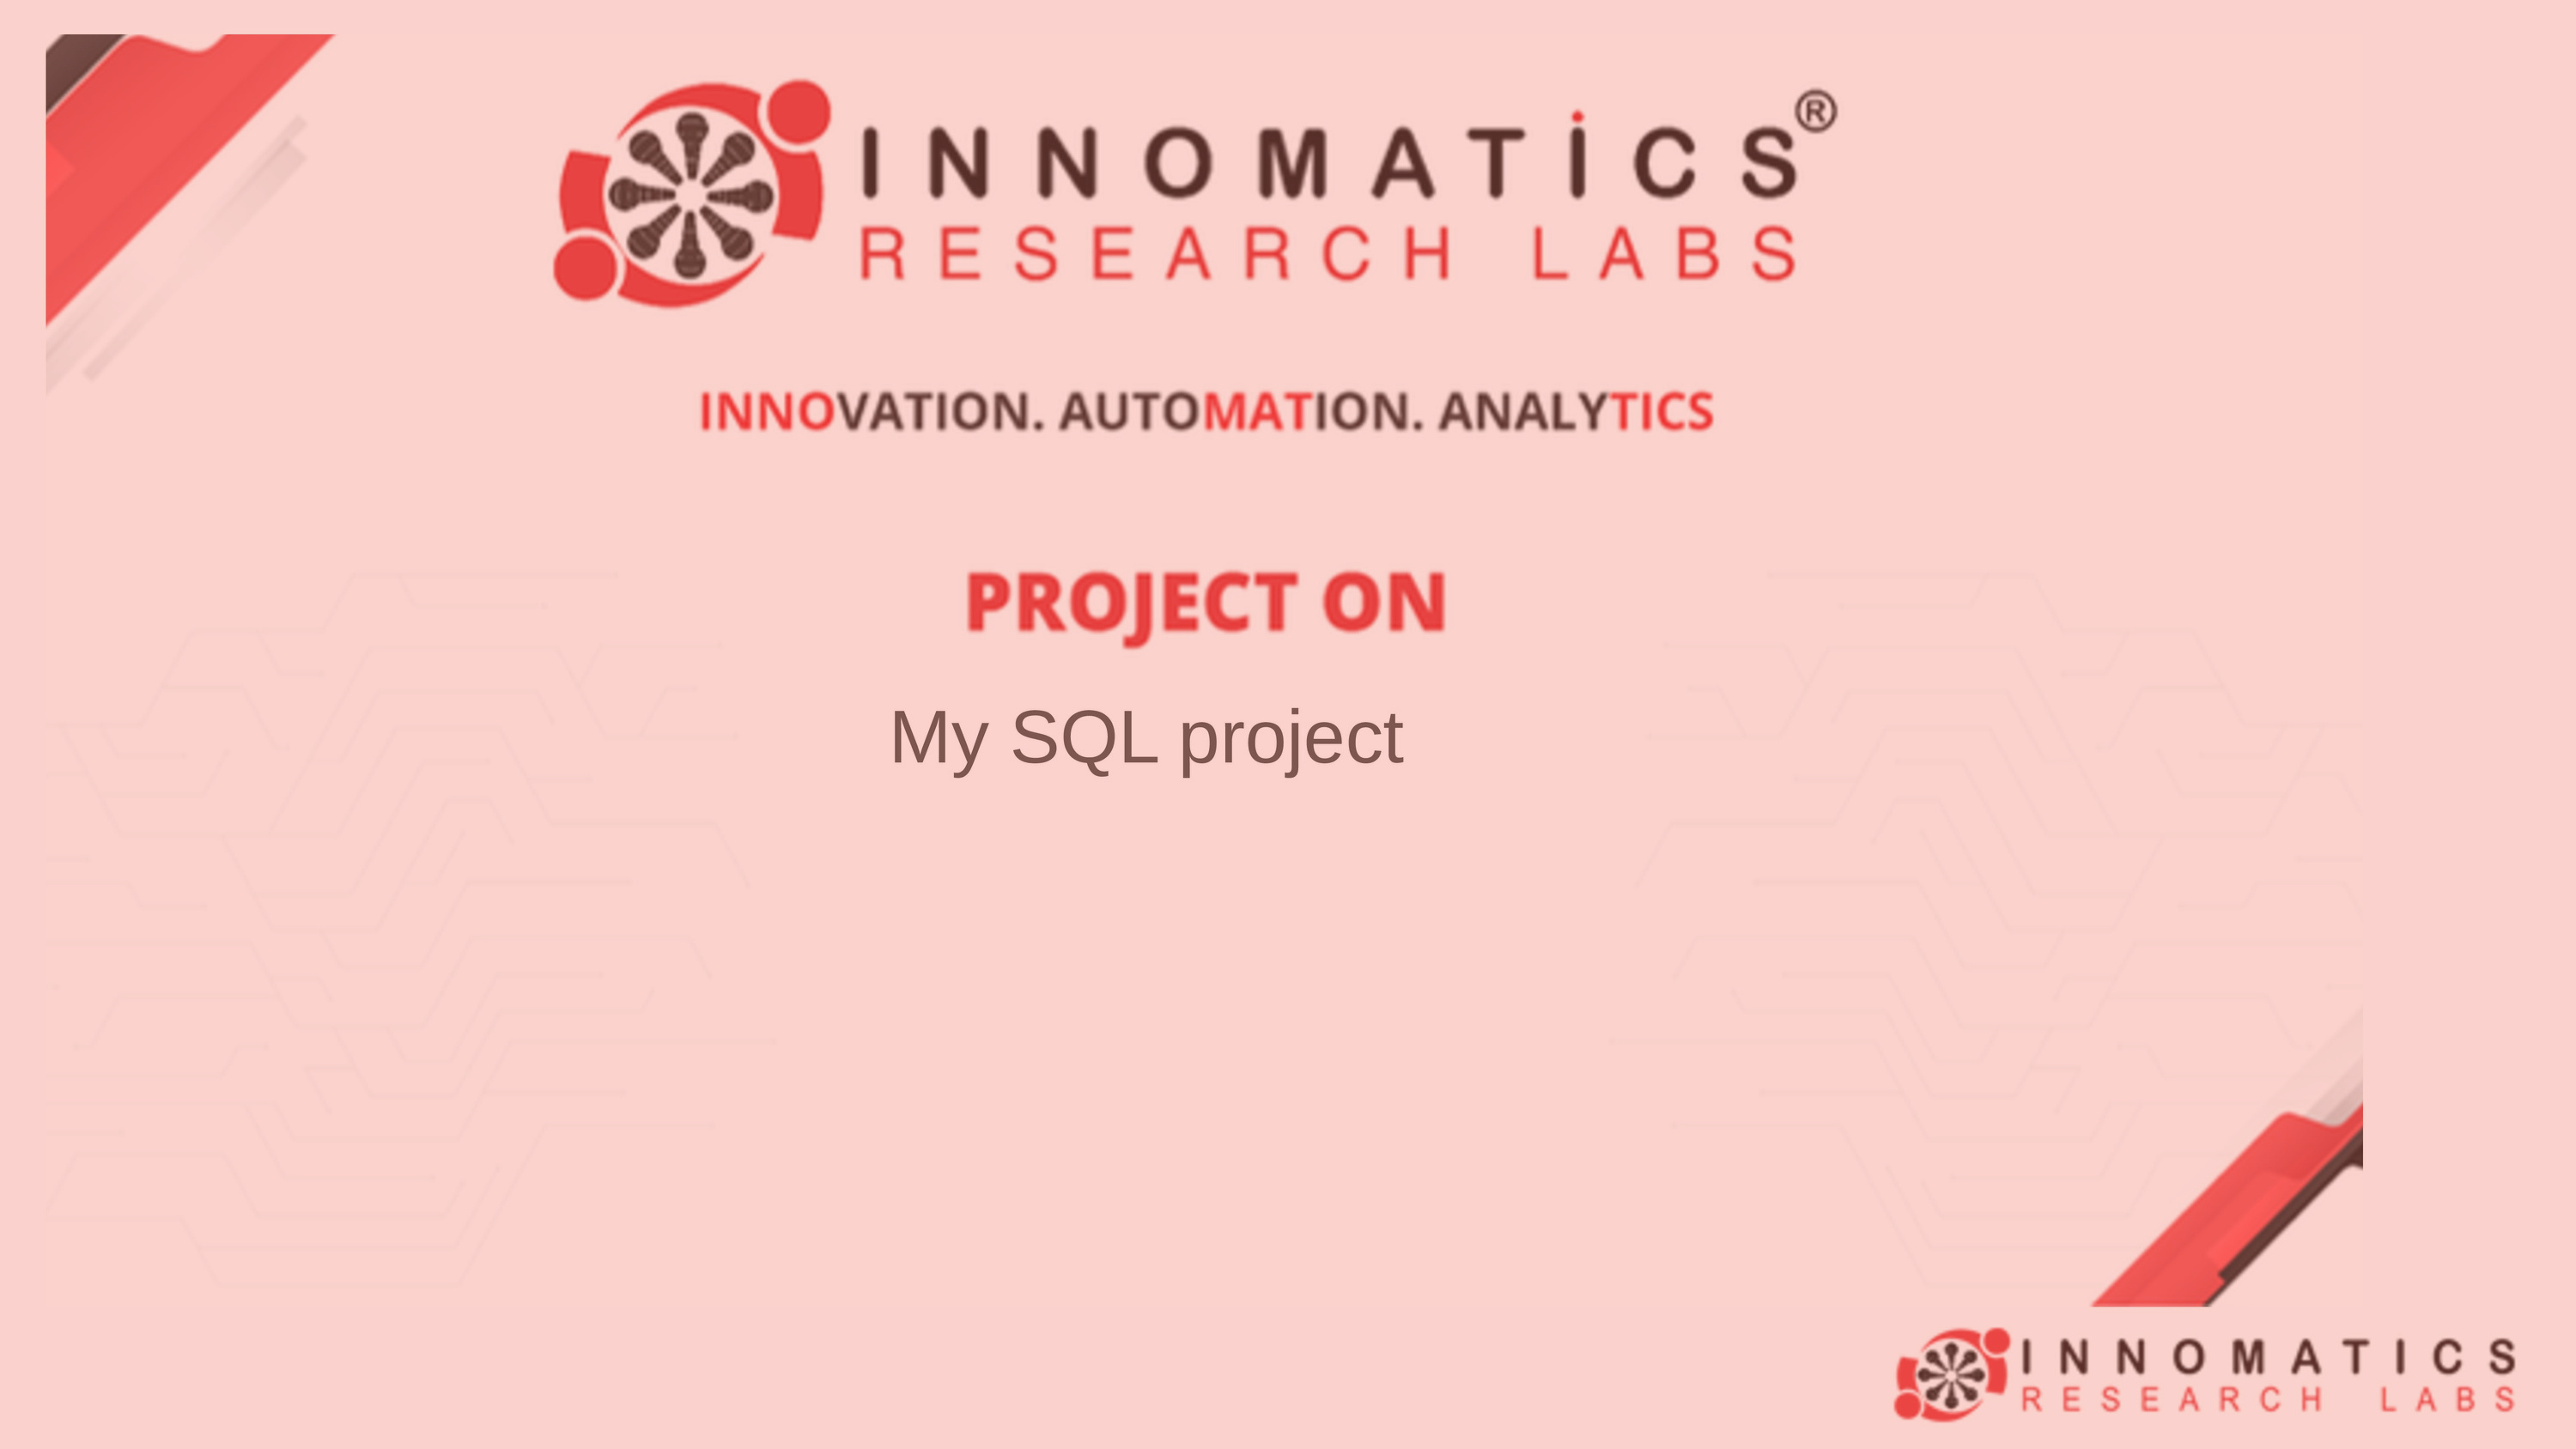 INNOMATICS®
RESEARCH LABS
INNOVATION. AUTOMATION. ANALYTICS
PROJECT ON
My SQL project
INNOMATICS
RESEARCH LABS